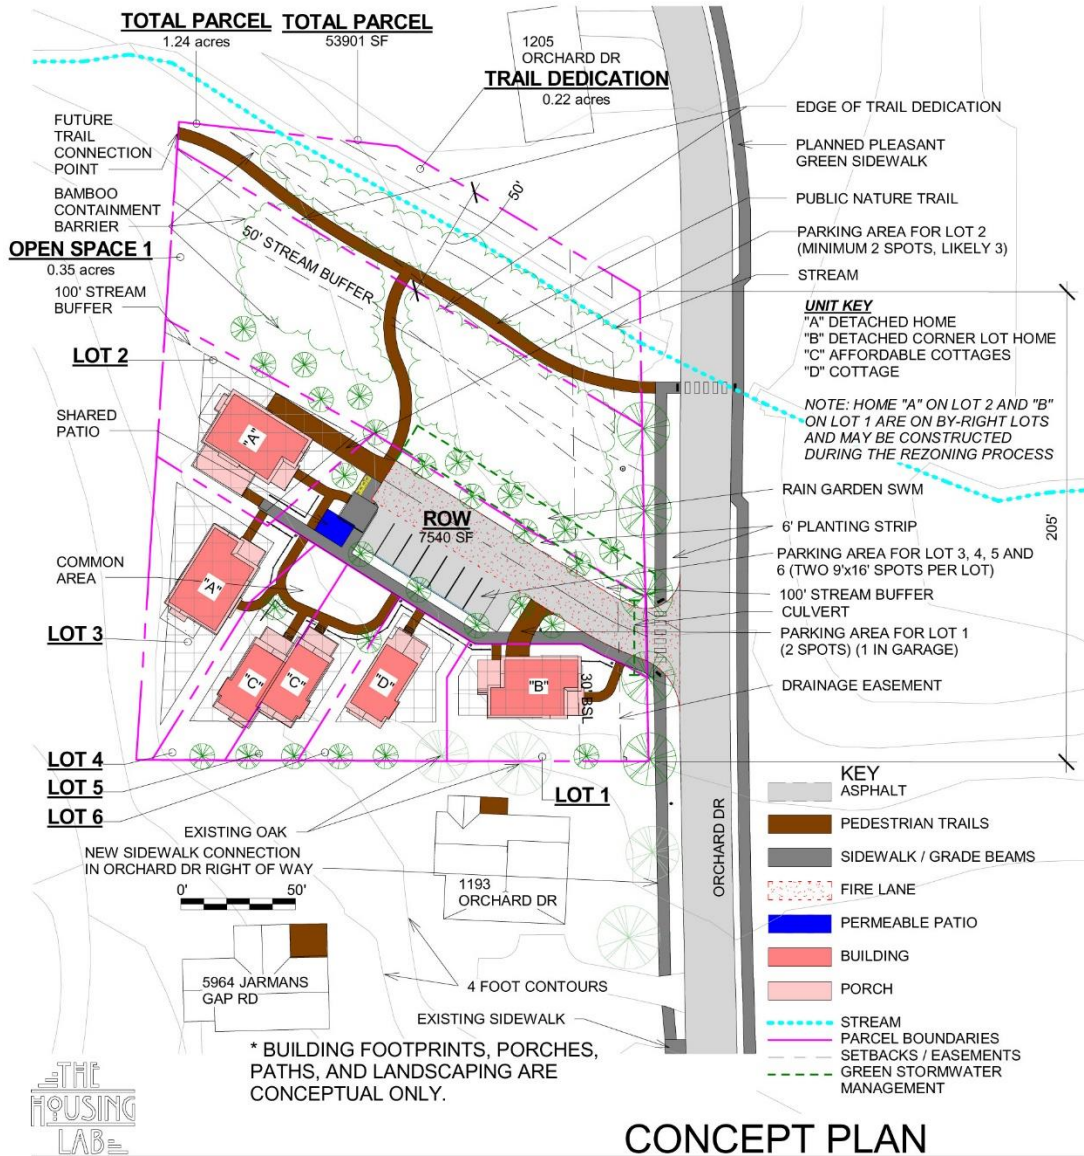 TOTAL PARCEL
1.24 acres
TOTAL PARCEL
53901 SF
1205
ORCHARD DR
TRAIL DEDICATION
0.22 acres
FUTURE
TRAIL
CONNECTION
POINT
BAMBOO
CONTAINMENT
BARRIER
OPEN SPACE 1
0.35 acres
100' STREAM
BUFFER
LOT 2
SHARED
PATIO
COMMON
AREA
LOT 3
LOT 4
LOT 5
LOT 6
50'
50' STREAM BUFFER
"A"
"A"
"C"
"C"
"D"
"B"
30' BSL
ROW
7540 SF
EDGE OF TRAIL DEDICATION
PLANNED PLEASANT
GREEN SIDEWALK
PUBLIC NATURE TRAIL
PARKING AREA FOR LOT 2
(MINIMUM 2 SPOTS, LIKELY 3)
STREAM
UNIT KEY
"A" DETACHED HOME
"B" DETACHED CORNER LOT HOME
"C" AFFORDABLE COTTAGES
"D" COTTAGE
NOTE: HOME "A" ON LOT 2 AND "B"
ON LOT 1 ARE ON BY-RIGHT LOTS
AND MAY BE CONSTRUCTED
DURING THE REZONING PROCESS
RAIN GARDEN SWM
6' PLANTING STRIP
PARKING AREA FOR LOT 3, 4, 5 AND
6 (TWO 9'x16' SPOTS PER LOT)
100' STREAM BUFFER
CULVERT
PARKING AREA FOR LOT 1
(2 SPOTS) (1 IN GARAGE)
DRAINAGE EASEMENT
205'
LOT 1
EXISTING OAK
NEW SIDEWALK CONNECTION
IN ORCHARD DR RIGHT OF WAY
0'
50'
1193
ORCHARD DR
5964 JARMANS
GAP RD
4 FOOT CONTOURS
EXISTING SIDEWALK
ORCHARD DR
KEY
ASPHALT
PEDESTRIAN TRAILS
SIDEWALK / GRADE BEAMS
FIRE LANE
PERMEABLE PATIO
BUILDING
PORCH
STREAM
PARCEL BOUNDARIES
SETBACKS / EASEMENTS
GREEN STORMWATER
MANAGEMENT
* BUILDING FOOTPRINTS, PORCHES,
PATHS, AND LANDSCAPING ARE
CONCEPTUAL ONLY.
THE
HOUSING
LAB
CONCEPT PLAN